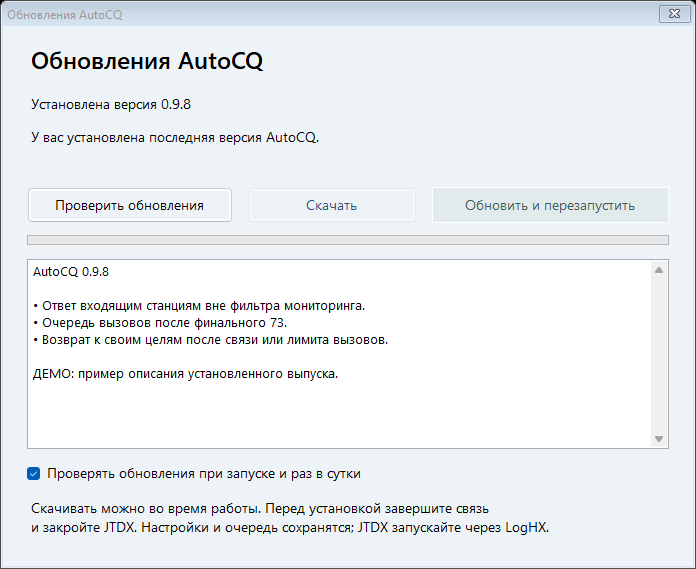 Обновления AutoCQ
Обновления AutoCQ
Установлена версия 0.9.8
У вас установлена последняя версия AutoCQ.
Проверить обновления
Скачать
Обновить и перезапустить
AutoCQ 0.9.8
• Ответ входящим станциям вне фильтра мониторинга.
• Очередь вызовов после финального 73.
• Возврат к своим целям после связи или лимита вызовов.
ДЕМО: пример описания установленного выпуска.
Проверять обновления при запуске и раз в сутки
Скачивать можно во время работы. Перед установкой завершите связь
и закройте JTDX. Настройки и очередь сохранятся; JTDX запускайте через LogHX.